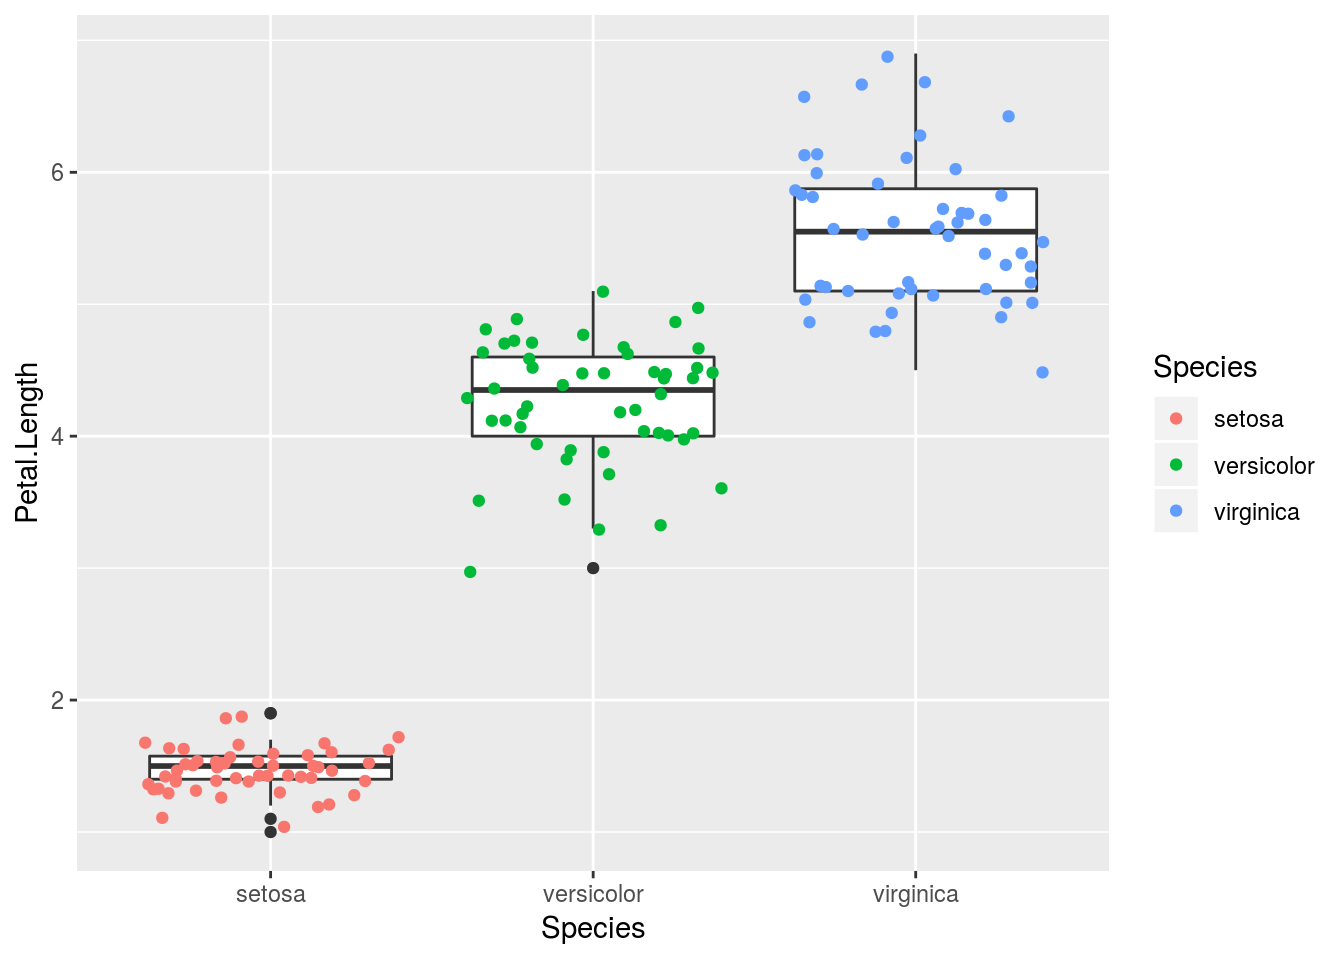 Petal.Length
6
4
2
setosa
versicolor
virginica
Species
Species
setosa
versicolor
virginica